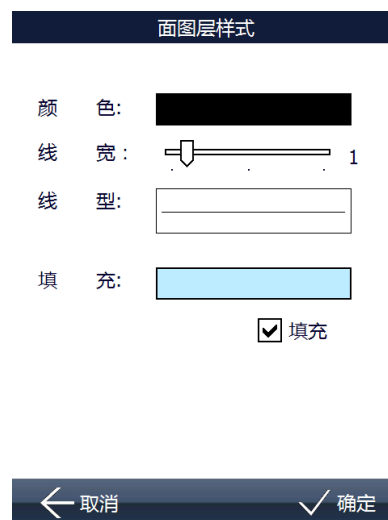 面图层样式
颜 色:
线 宽: 1
线 型:
填 充:
填充
取消 确定